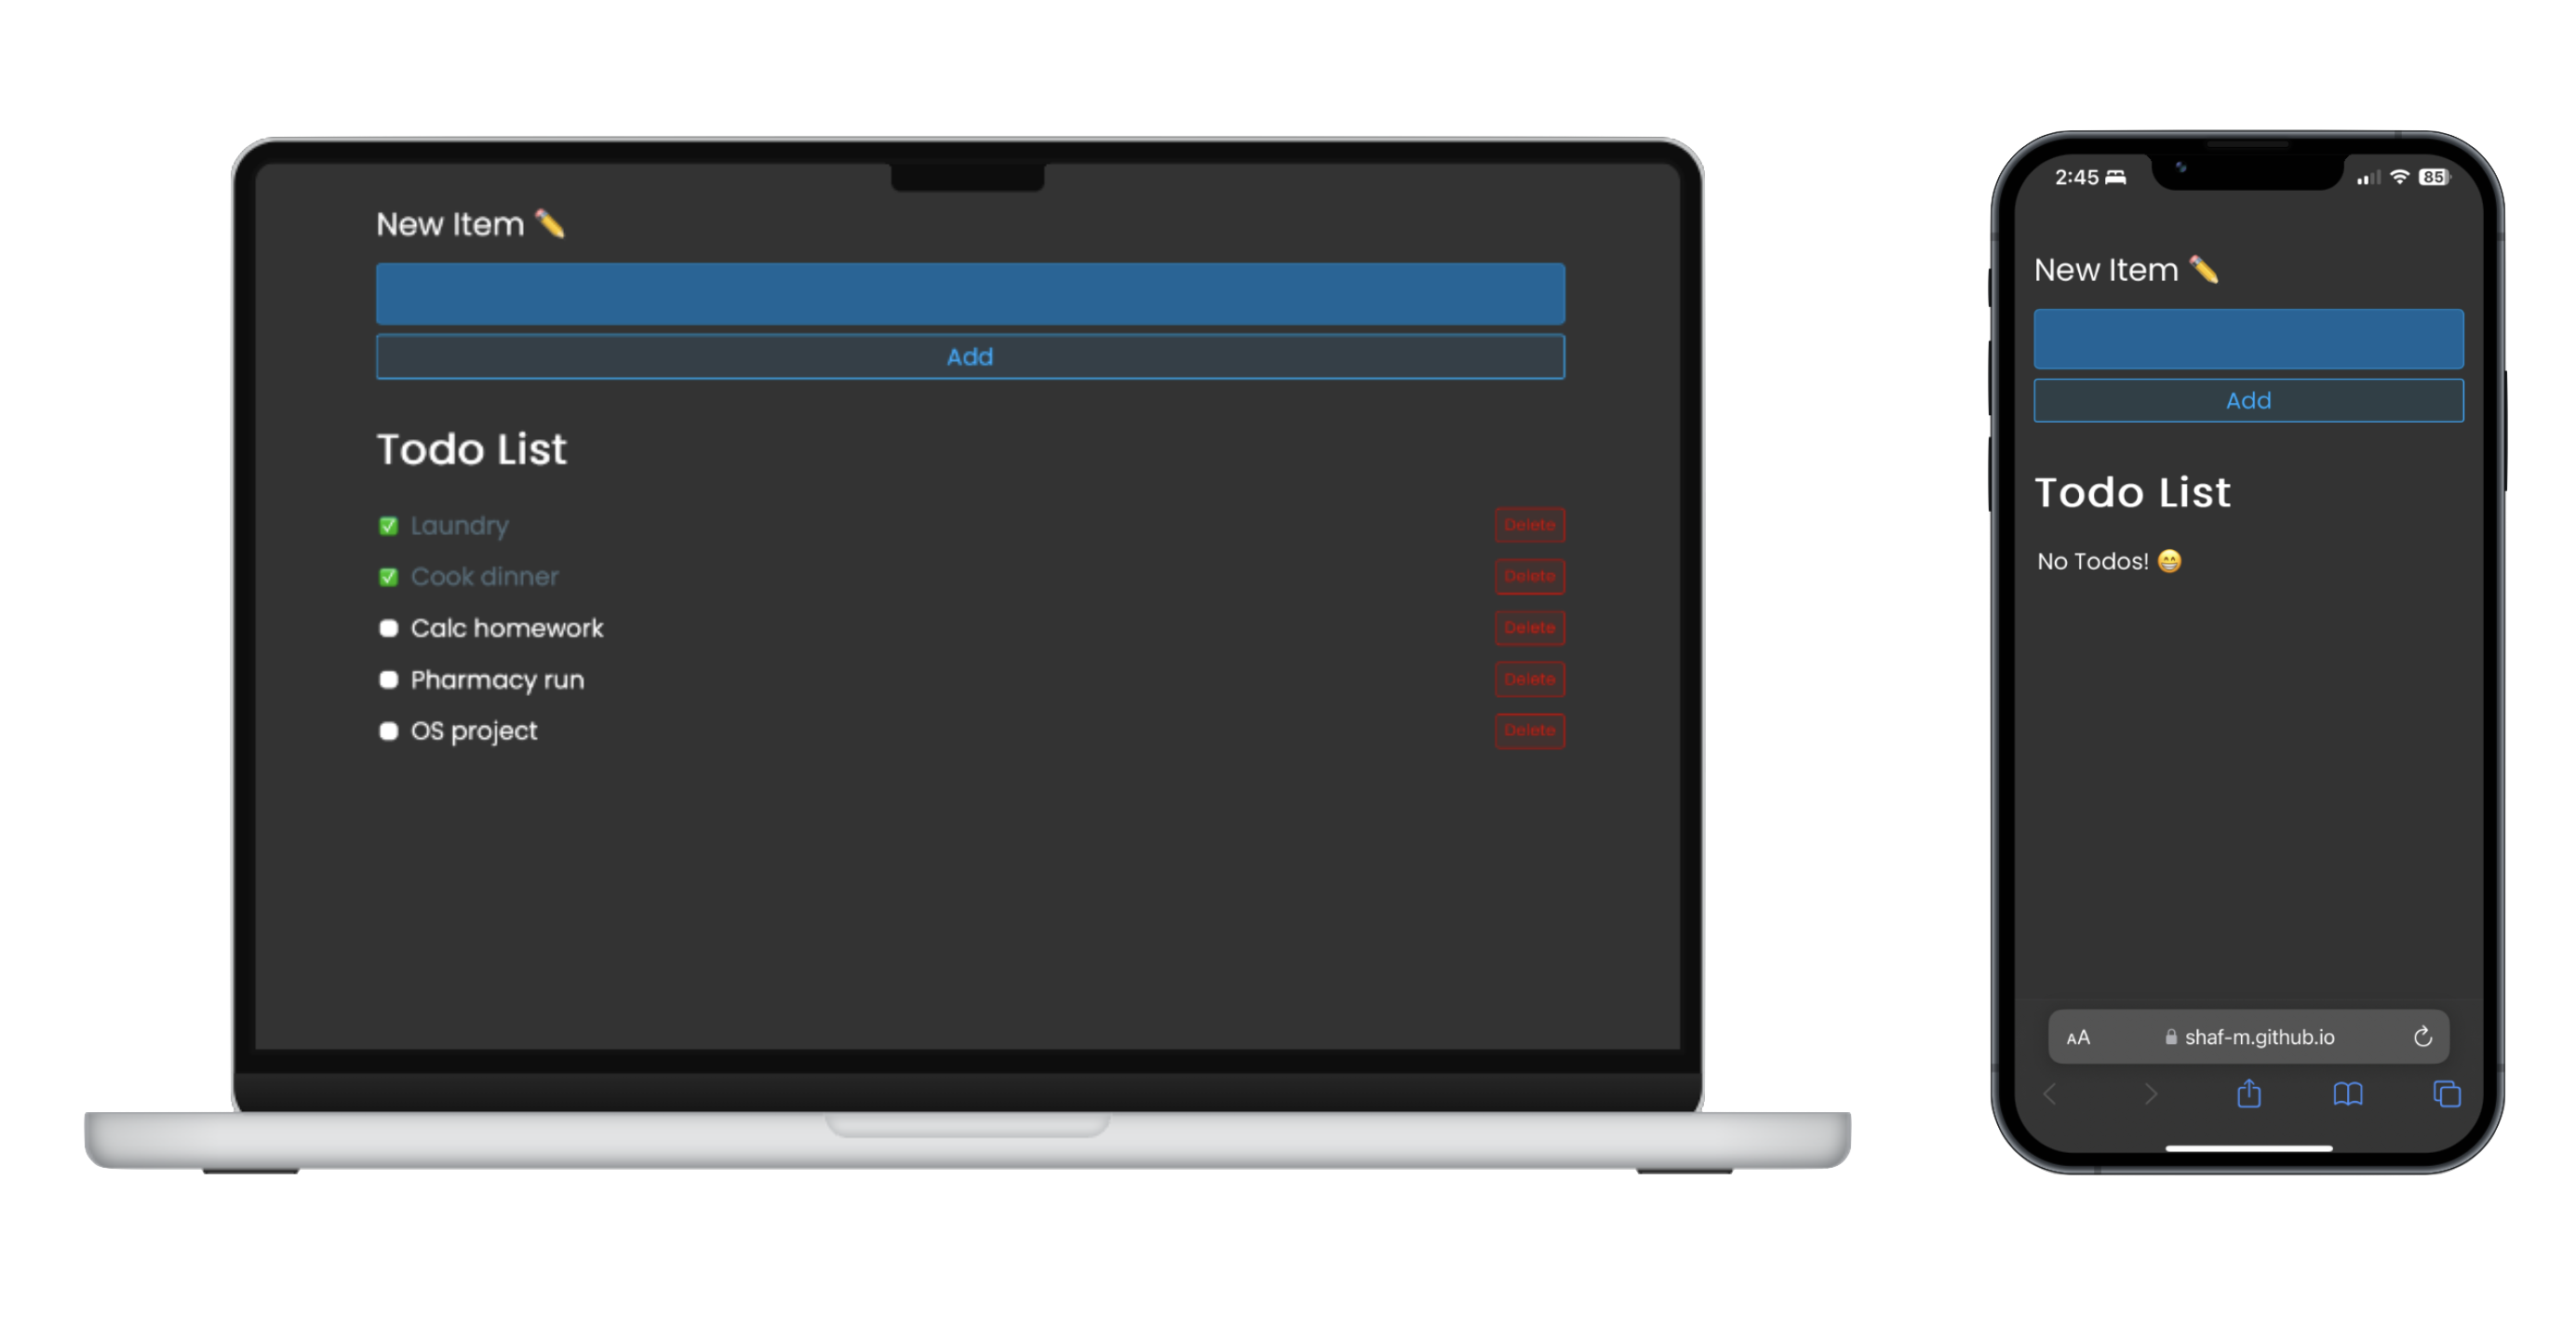 New Item ✏️
Add
Todo List
Laundry Delete
Cook dinner Delete
Calc homework Delete
Pharmacy run Delete
OS project Delete
2:45 85
New Item ✏️
Add
Todo List
No Todos! 😁
AA shaf-m.github.io